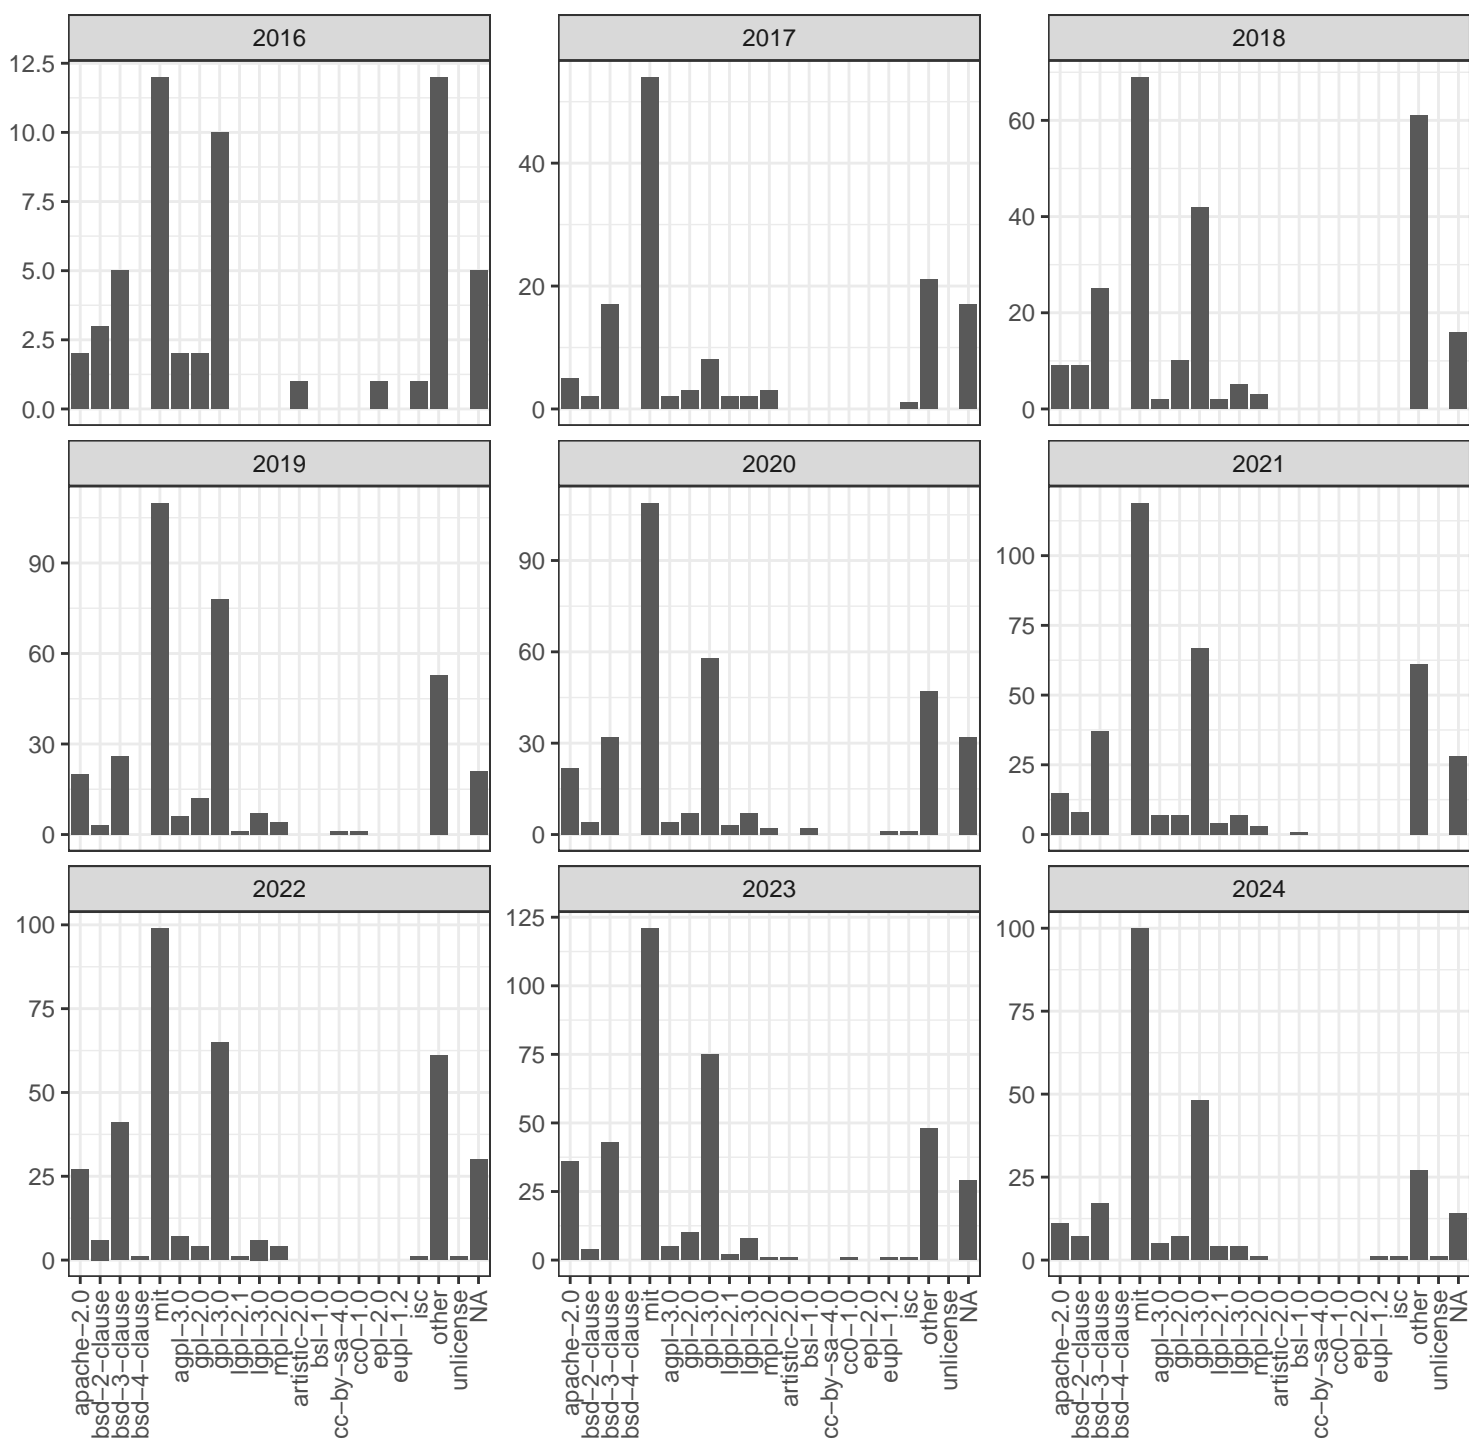 2016
2017
2018
12.5
10.0
7.5
5.0
2.5
0.0
40
20
0
60
40
20
0
2019
2020
2021
90
60
30
0
90
60
30
0
100
75
50
25
0
2022
2023
2024
100
75
50
25
0
125
100
75
50
25
0
100
75
50
25
0
apache−2.0
bsd−2−clause
bsd−3−clause
bsd−4−clause
mit
agpl−3.0
gpl−2.0
gpl−3.0
lgpl−2.1
lgpl−3.0
mpl−2.0
artistic−2.0
bsl−1.0
cc−by−sa−4.0
cc0−1.0
epl−2.0
eupl−1.2
isc
other
unlicense
NA
apache−2.0
bsd−2−clause
bsd−3−clause
bsd−4−clause
mit
agpl−3.0
gpl−2.0
gpl−3.0
lgpl−2.1
lgpl−3.0
mpl−2.0
artistic−2.0
bsl−1.0
cc−by−sa−4.0
cc0−1.0
epl−2.0
eupl−1.2
isc
other
unlicense
NA
apache−2.0
bsd−2−clause
bsd−3−clause
bsd−4−clause
mit
agpl−3.0
gpl−2.0
gpl−3.0
lgpl−2.1
lgpl−3.0
mpl−2.0
artistic−2.0
bsl−1.0
cc−by−sa−4.0
cc0−1.0
epl−2.0
eupl−1.2
isc
other
unlicense
NA